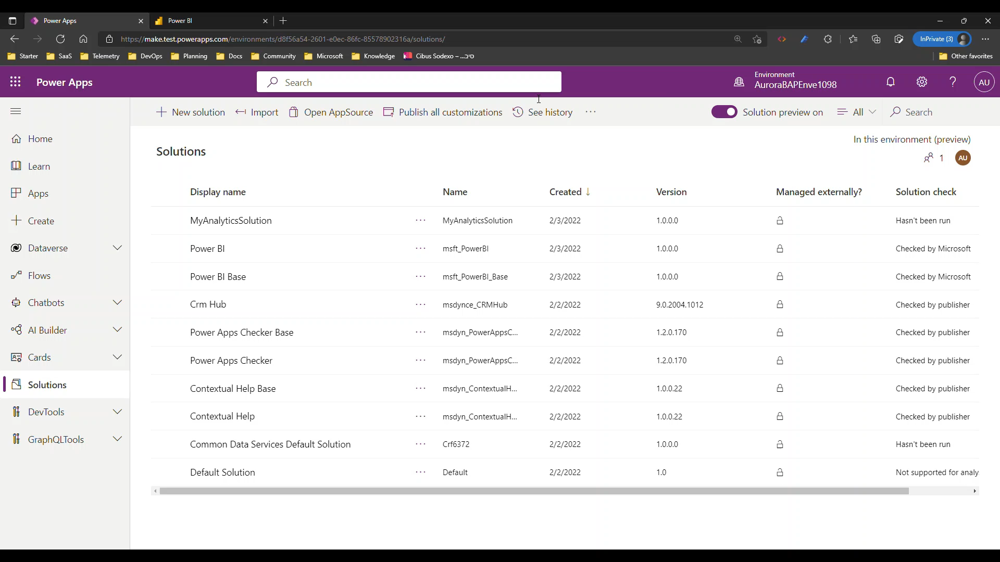 Power Apps
Power BI
https://make.test.powerapps.com/environments/d8f56a54-2601-e0ec-86fc-85578902316a/solutions/
InPrivate (3)
Starter SaaS Telemetry DevOps Planning Docs Community Microsoft Knowledge Cibus Sodexo – ...סיב Other favorites
Power Apps
Search
Environment
AuroraBAPEnve1098
?
AU
New solution Import Open AppSource Publish all customizations See history ... Solution preview on All Search
Home
Learn
Apps
Create
Dataverse
Flows
Chatbots
AI Builder
Cards
Solutions
DevTools
GraphQLTools
Solutions
In this environment (preview)
1 AU
Display name Name Created ↓ Version Managed externally? Solution check
MyAnalyticsSolution ... MyAnalyticsSolution 2/3/2022 1.0.0.0 Hasn't been run
Power BI ... msft_PowerBI 2/3/2022 1.0.0.0 Checked by Microsoft
Power BI Base ... msft_PowerBI_Base 2/3/2022 1.0.0.0 Checked by Microsoft
Crm Hub ... msdynce_CRMHub 2/2/2022 9.0.2004.1012 Checked by publisher
Power Apps Checker Base ... msdyn_PowerAppsC... 2/2/2022 1.2.0.170 Checked by publisher
Power Apps Checker ... msdyn_PowerAppsC... 2/2/2022 1.2.0.170 Checked by publisher
Contextual Help Base ... msdyn_ContextualH... 2/2/2022 1.0.0.22 Checked by publisher
Contextual Help ... msdyn_ContextualH... 2/2/2022 1.0.0.22 Checked by publisher
Common Data Services Default Solution ... Crf6372 2/2/2022 1.0.0.0 Hasn't been run
Default Solution ... Default 2/2/2022 1.0 Not supported for analy